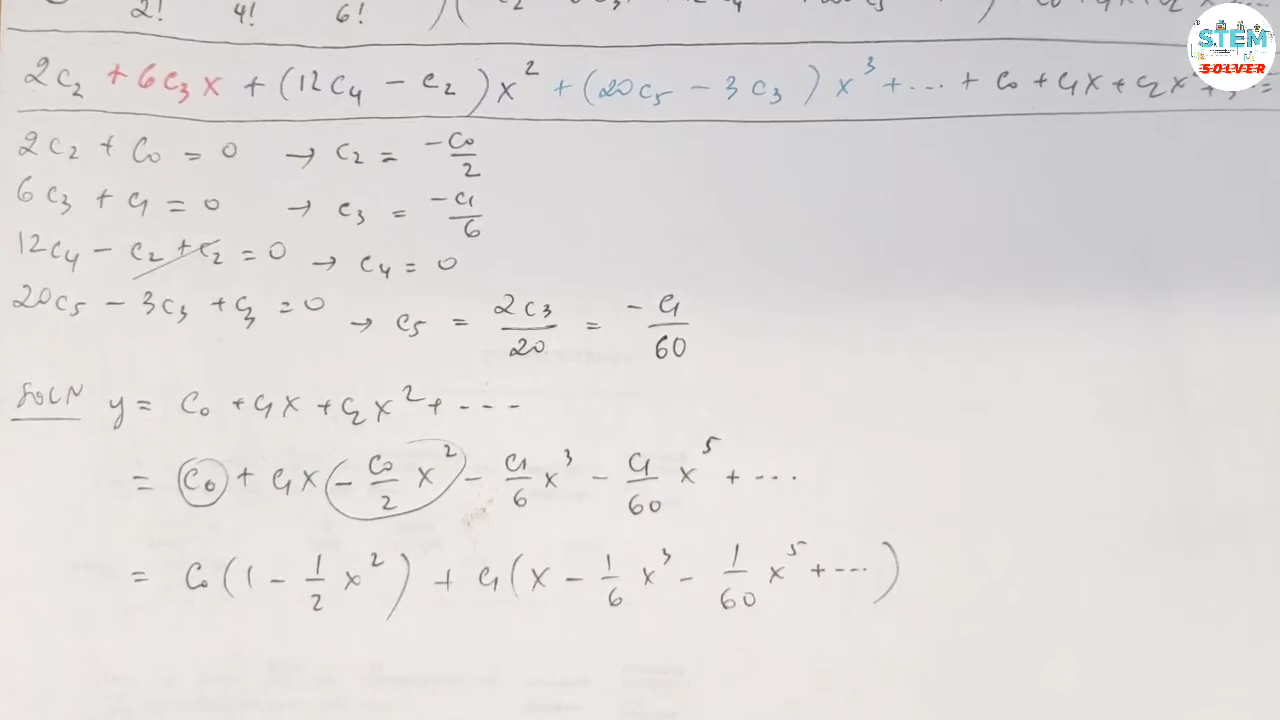 2! 4! 6!
STEM
SOLVER
2c₂ + 6c₃x + (12c₄ - c₂)x² + (20c₅ - 3c₃)x³ + ... + c₀ + c₁x + c₂x
2c₂ + c₀ = 0 → c₂ = -c₀/2
6c₃ + c₁ = 0 → c₃ = -c₁/6
12c₄ - c₂ + c₂ = 0 → c₄ = 0
20c₅ - 3c₃ + c₃ = 0 → c₅ = 2c₃/20 = -c₁/60
SOLN y = c₀ + c₁x + c₂x² + ---
= c₀ + c₁x - c₀/2 x² - c₁/6 x³ - c₁/60 x⁵ + ...
= c₀(1 - 1/2 x²) + c₁(x - 1/6 x³ - 1/60 x⁵ + ...)